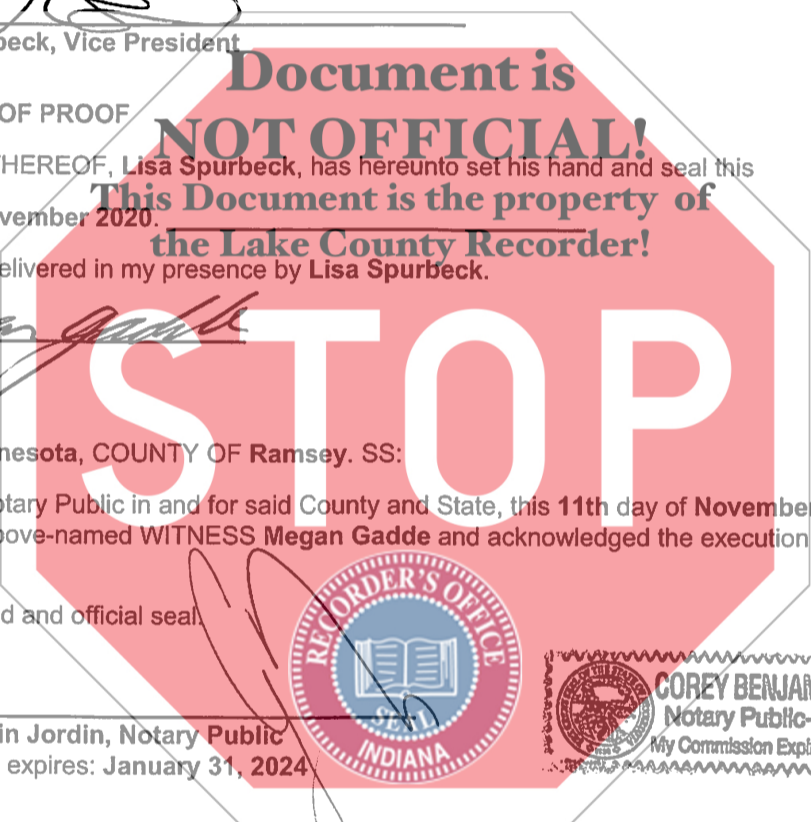 beck, Vice President
Document is
OF PROOF
NOT OFFICIAL!
THEREOF, Lisa Spurbeck, has hereunto set his hand and seal this
This Document is the property of
vember 2020.
the Lake County Recorder!
elivered in my presence by Lisa Spurbeck.
STOP
nesota, COUNTY OF Ramsey. SS:
otary Public in and for said County and State, this 11th day of November
bove-named WITNESS Megan Gadde and acknowledged the execution
d and official seal.
RECORDER'S OFFICE
SEAL
INDIANA
COREY BENJAM
Notary Public-
My Commission Expi
in Jordin, Notary Public
expires: January 31, 2024